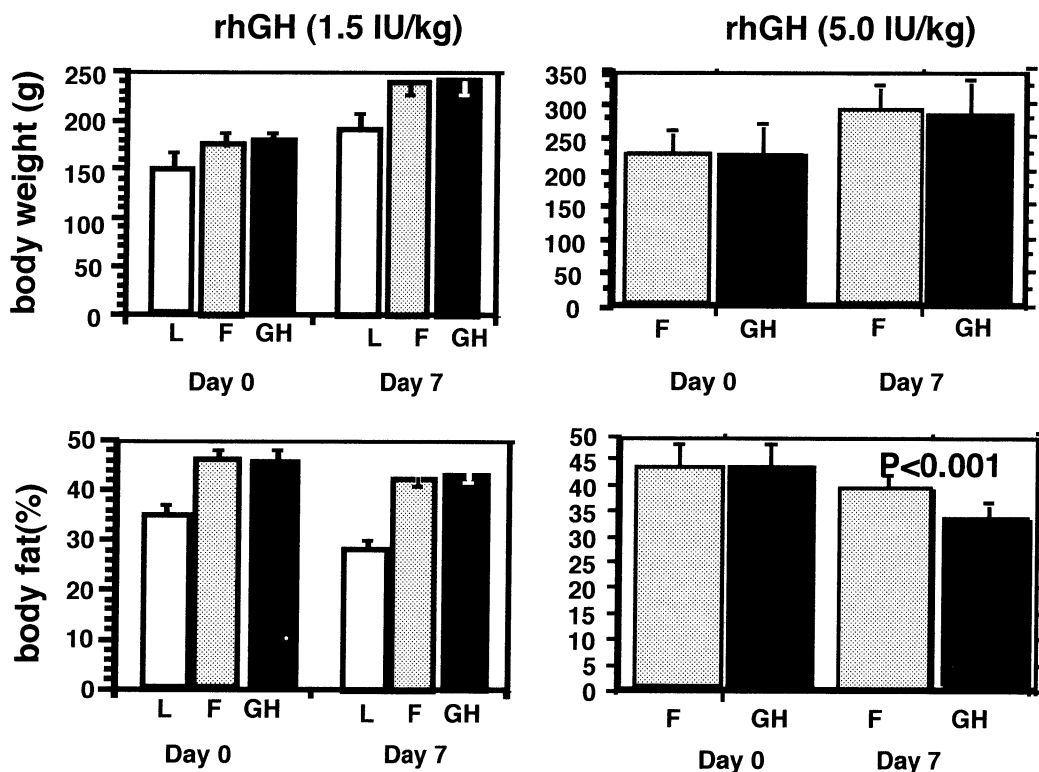 rhGH (1.5 IU/kg)
rhGH (5.0 IU/kg)
body weight (g)
250
200
150
100
50
0
L F GH L F GH
Day 0 Day 7
350
300
250
200
150
100
50
0
F GH F GH
Day 0 Day 7
body fat(%)
50
40
30
20
10
0
L F GH L F GH
Day 0 Day 7
50
45
40
35
30
25
20
15
10
5
0
P<0.001
F GH F GH
Day 0 Day 7